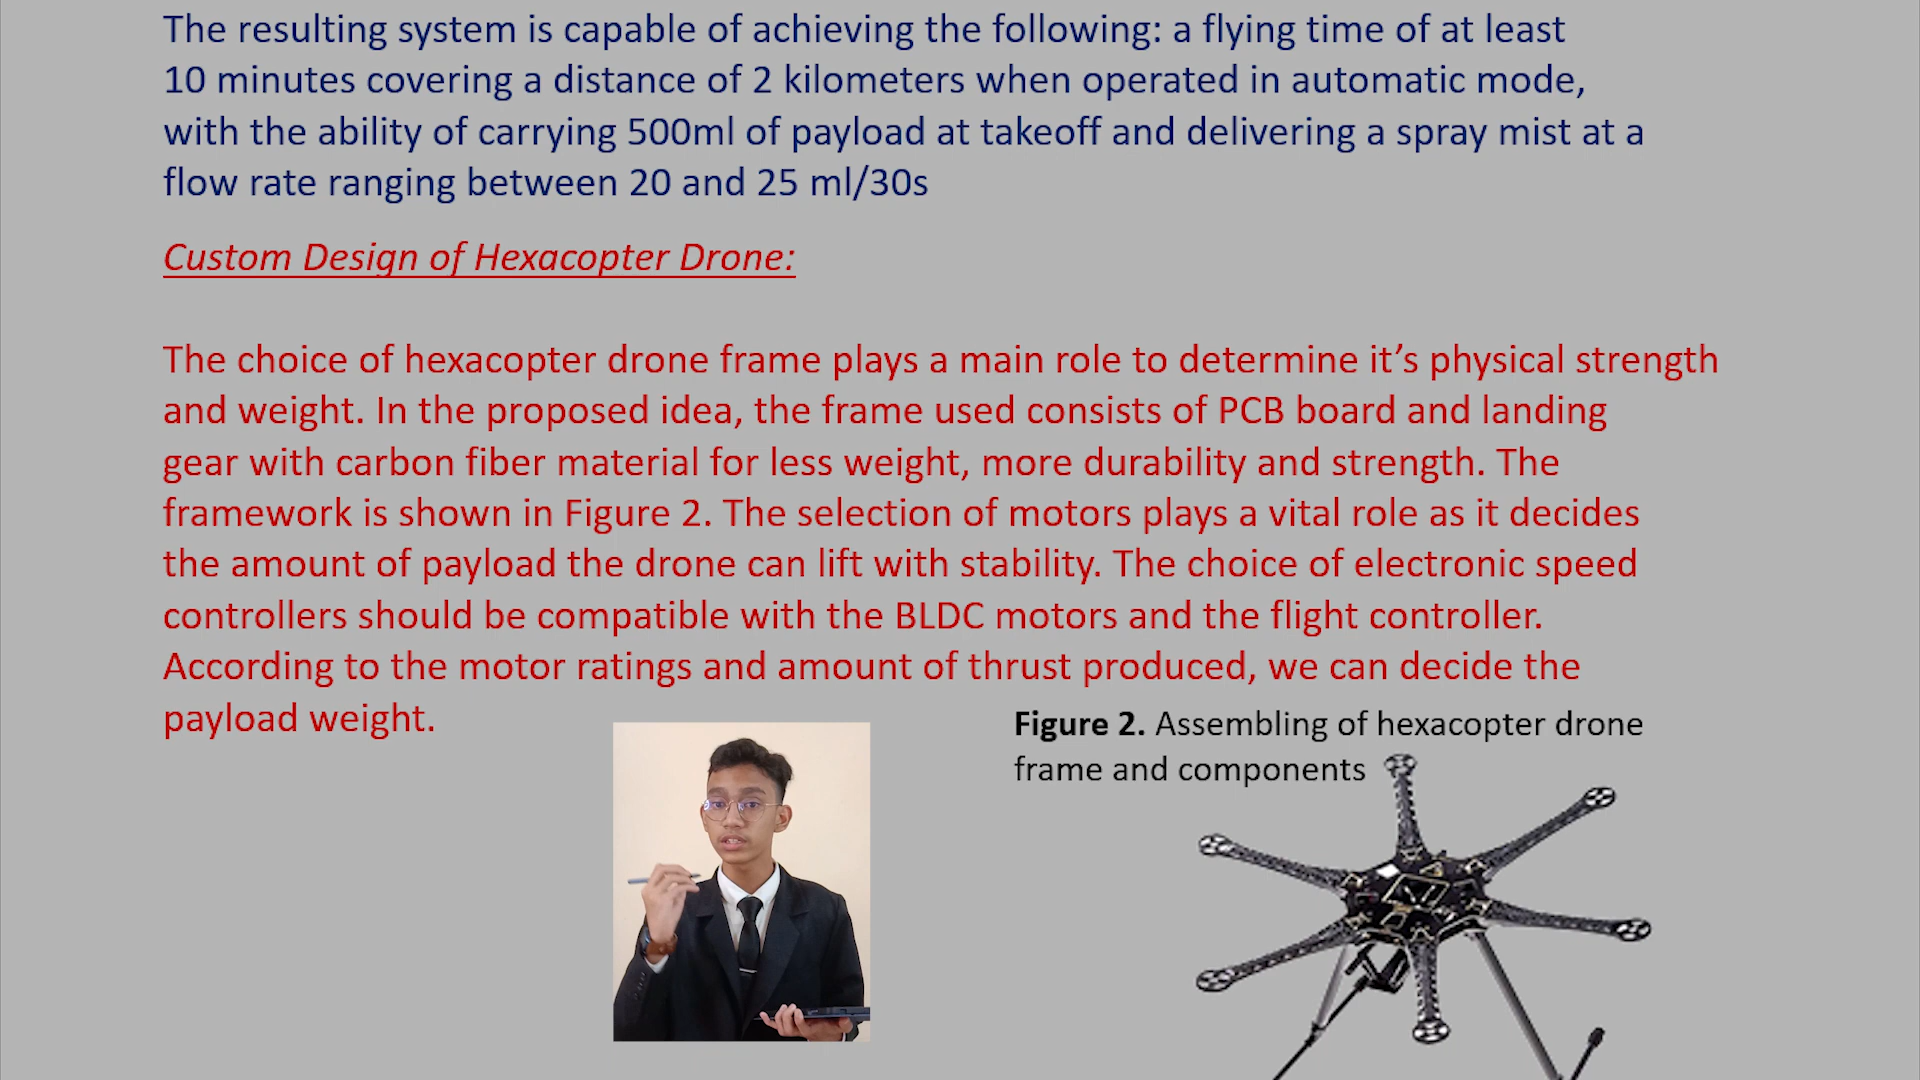 The resulting system is capable of achieving the following: a flying time of at least
10 minutes covering a distance of 2 kilometers when operated in automatic mode,
with the ability of carrying 500ml of payload at takeoff and delivering a spray mist at a
flow rate ranging between 20 and 25 ml/30s
Custom Design of Hexacopter Drone:
The choice of hexacopter drone frame plays a main role to determine it’s physical strength
and weight. In the proposed idea, the frame used consists of PCB board and landing
gear with carbon fiber material for less weight, more durability and strength. The
framework is shown in Figure 2. The selection of motors plays a vital role as it decides
the amount of payload the drone can lift with stability. The choice of electronic speed
controllers should be compatible with the BLDC motors and the flight controller.
According to the motor ratings and amount of thrust produced, we can decide the
payload weight.
Figure 2. Assembling of hexacopter drone
frame and components